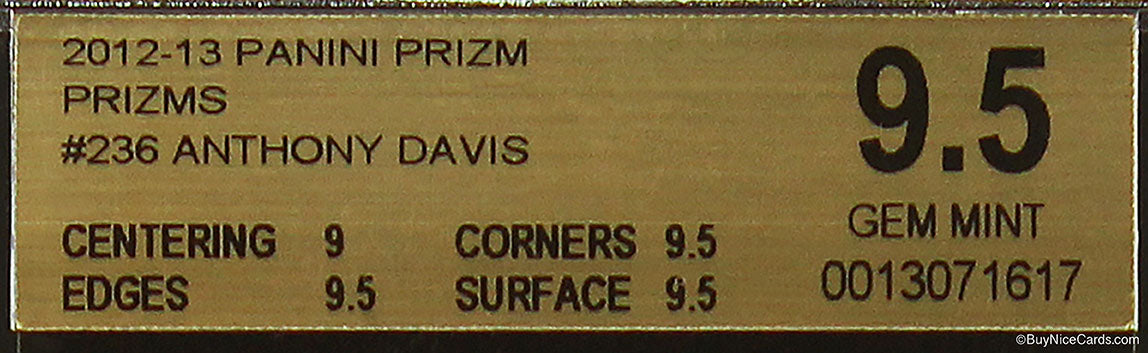 2012-13 PANINI PRIZM
PRIZMS
#236 ANTHONY DAVIS
CENTERING 9 CORNERS 9.5
EDGES 9.5 SURFACE 9.5
9.5
GEM MINT
0013071617
©BuyNiceCards.com